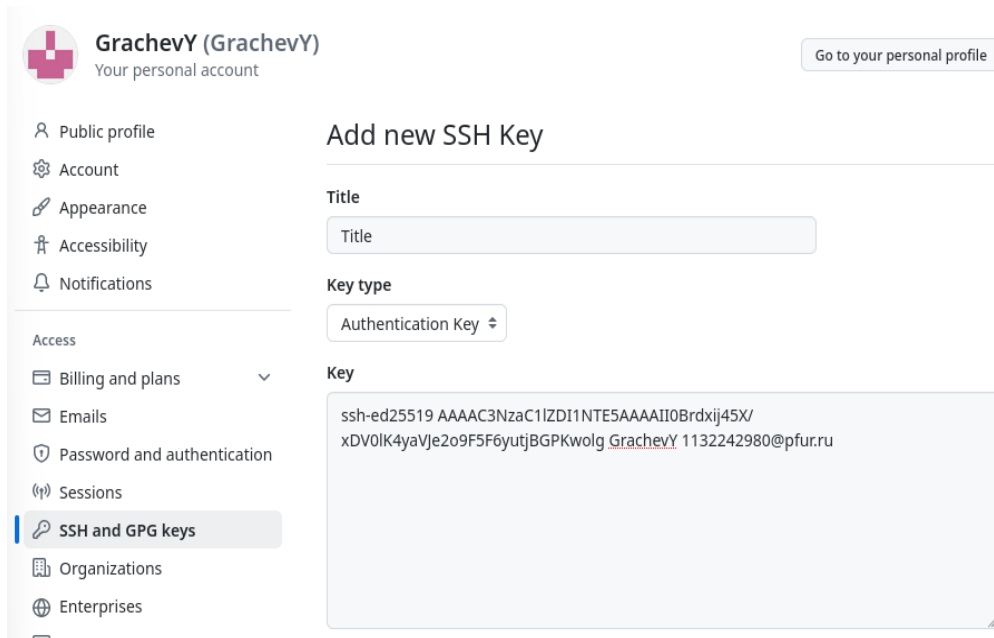 GrachevY (GrachevY)
Your personal account
Go to your personal profile
Public profile
Account
Appearance
Accessibility
Notifications
Access
Billing and plans
Emails
Password and authentication
Sessions
SSH and GPG keys
Organizations
Enterprises
Add new SSH Key
Title
Title
Key type
Authentication Key
Key
ssh-ed25519 AAAAC3NzaC1lZDI1NTE5AAAAII0Brdxij45X/
xDV0lK4yaVJe2o9F5F6yutjBGPKwolg GrachevY 1132242980@pfur.ru